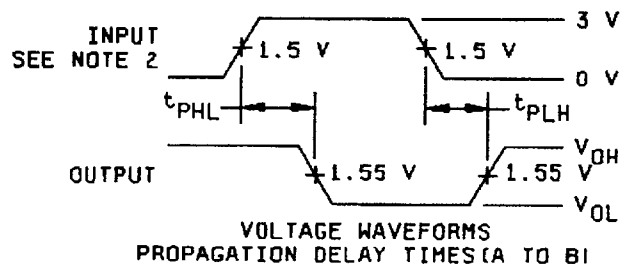 INPUT
SEE NOTE 2
1.5 V
1.5 V
3 V
0 V
tPHL
tPLH
OUTPUT
1.55 V
1.55 V
VOH
VOL
VOLTAGE WAVEFORMS
PROPAGATION DELAY TIMES(A TO B)